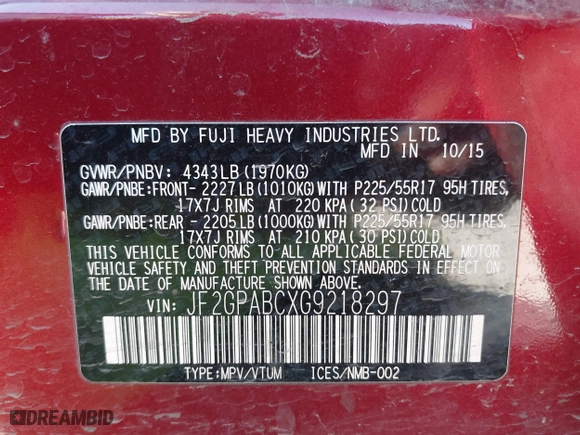 MFD BY FUJI HEAVY INDUSTRIES LTD.
MFD IN 10/15
GVWR/PNBV: 4343LB(1970KG)
GAWR/PNBE:FRONT- 2227LB(1010KG)WITH P225/55R17 95H TIRES,
17X7J RIMS AT 220 KPA( 32 PSI)COLD
GAWR/PNBE:REAR - 2205LB(1000KG)WITH P225/55R17 95H TIRES,
17X7J RIMS AT 210 KPA( 30 PSI)COLD
THIS VEHICLE CONFORMS TO ALL APPLICABLE FEDERAL MOTOR
VEHICLE SAFETY AND THEFT PREVENTION STANDARDS IN EFFECT
ON THE DATE OF MANUFACTURE SHOWN ABOVE.
VIN: JF2GPABCXG9218297
TYPE:MPV/VTUM ICES/NMB-002
DREAMBID